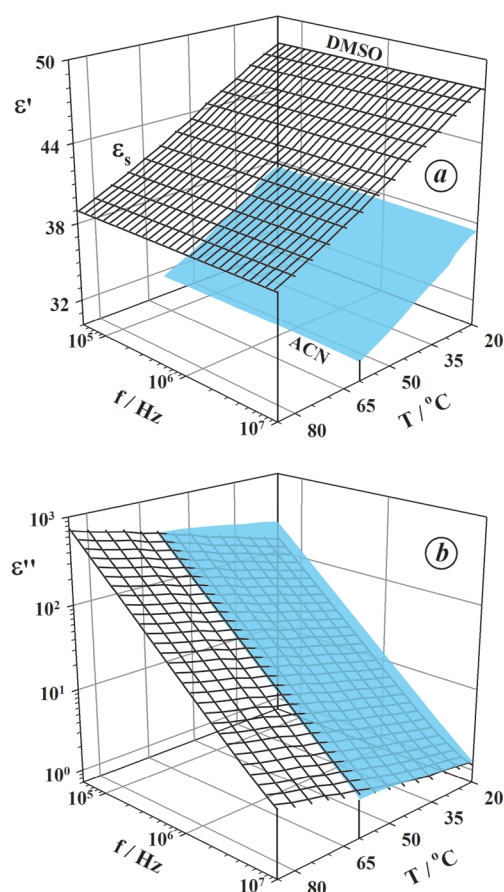 DMSO
50
ε'
44
εs
a
38
32
ACN
10⁵
20
35
f / Hz
10⁶
50
T / °C
65
10⁷
80
10³
ε''
b
10²
10¹
10⁰
10⁵
20
35
10⁶
50
f / Hz
65
T / °C
10⁷
80